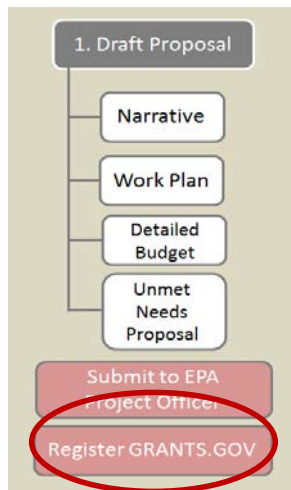 1. Draft Proposal
Narrative
Work Plan
Detailed
Budget
Unmet
Needs
Proposal
Submit to EPA
Project Officer
Register GRANTS.GOV